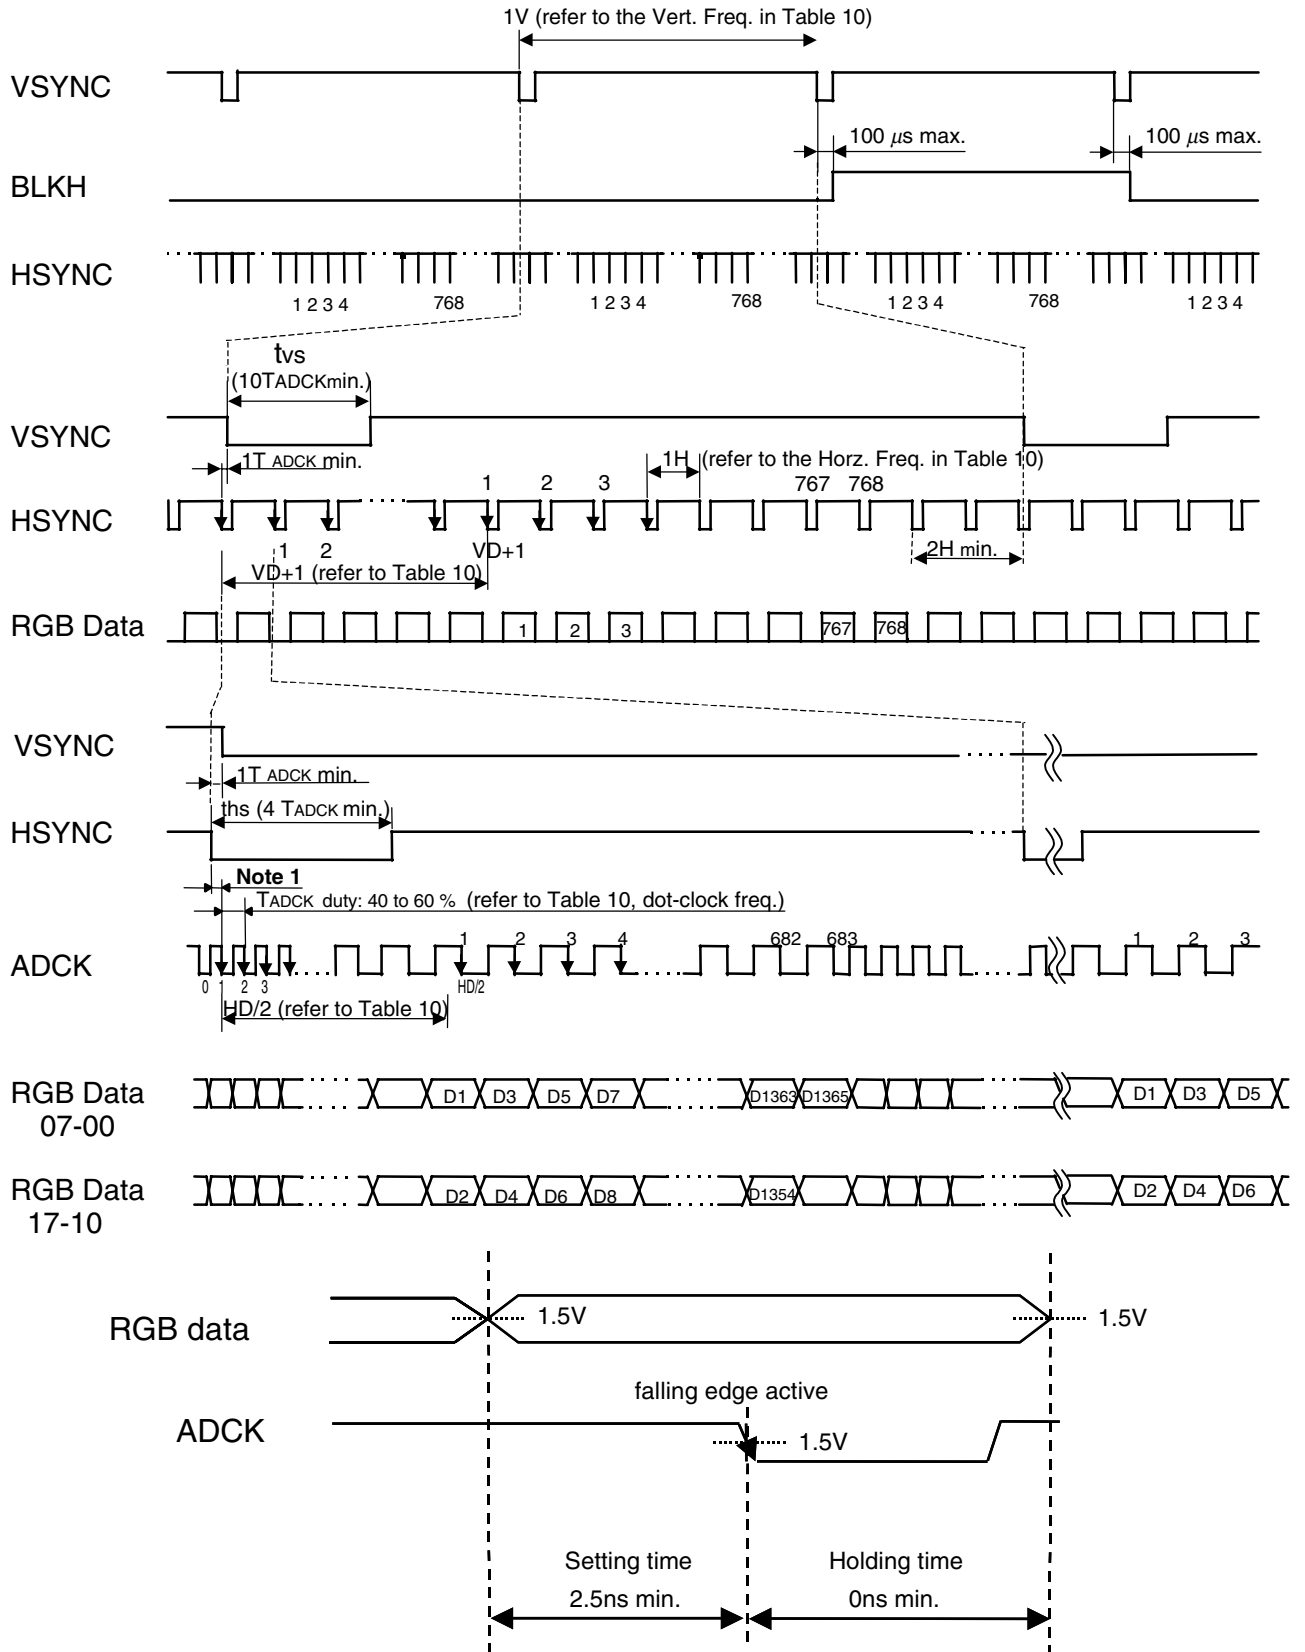 1V (refer to the Vert. Freq. in Table 10)
VSYNC
100 μs max.
100 μs max.
BLKH
HSYNC
1 2 3 4
768
1 2 3 4
768
1 2 3 4
768
1 2 3 4
tvs
(10TADCKmin.)
VSYNC
1T ADCK min.
1H (refer to the Horz. Freq. in Table 10)
1 2 3
767 768
HSYNC
1 2
VD+1
2H min.
VD+1 (refer to Table 10)
RGB Data
1 2 3
767 768
VSYNC
1T ADCK min.
ths (4 TADCK min.)
HSYNC
Note 1
TADCK duty: 40 to 60 % (refer to Table 10, dot-clock freq.)
1 2 3 4
682 683
1 2 3
ADCK
0 1 2 3
HD/2
HD/2 (refer to Table 10)
RGB Data
07-00
D1 D3 D5 D7
D1363 D1365
D1 D3 D5
RGB Data
17-10
D2 D4 D6 D8
D1354
D2 D4 D6
RGB data
1.5V
1.5V
falling edge active
ADCK
1.5V
Setting time
2.5ns min.
Holding time
0ns min.